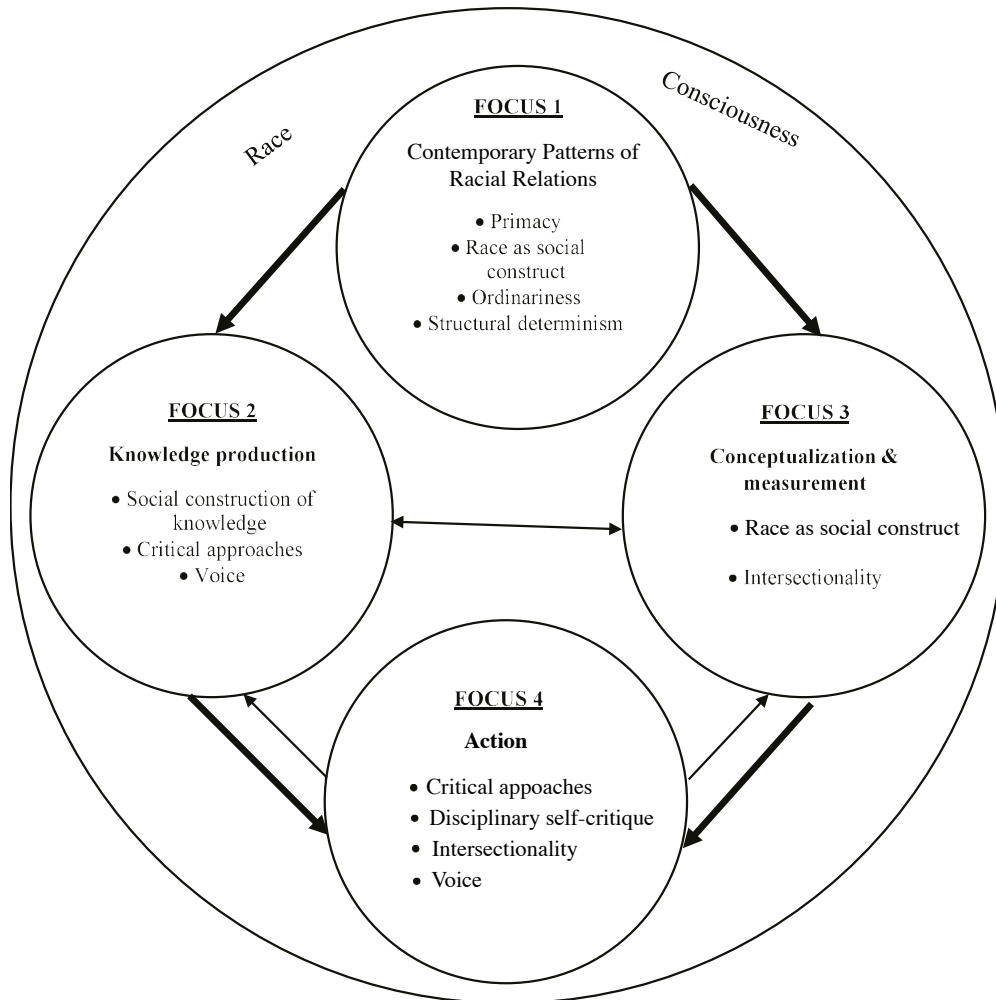 Race
Consciousness
FOCUS 1
Contemporary Patterns of
Racial Relations
• Primacy
• Race as social
construct
• Ordinariness
• Structural determinism
FOCUS 2
Knowledge production
• Social construction of
knowledge
• Critical approaches
• Voice
FOCUS 3
Conceptualization &
measurement
• Race as social construct
• Intersectionality
FOCUS 4
Action
• Critical appoaches
• Disciplinary self-critique
• Intersectionality
• Voice